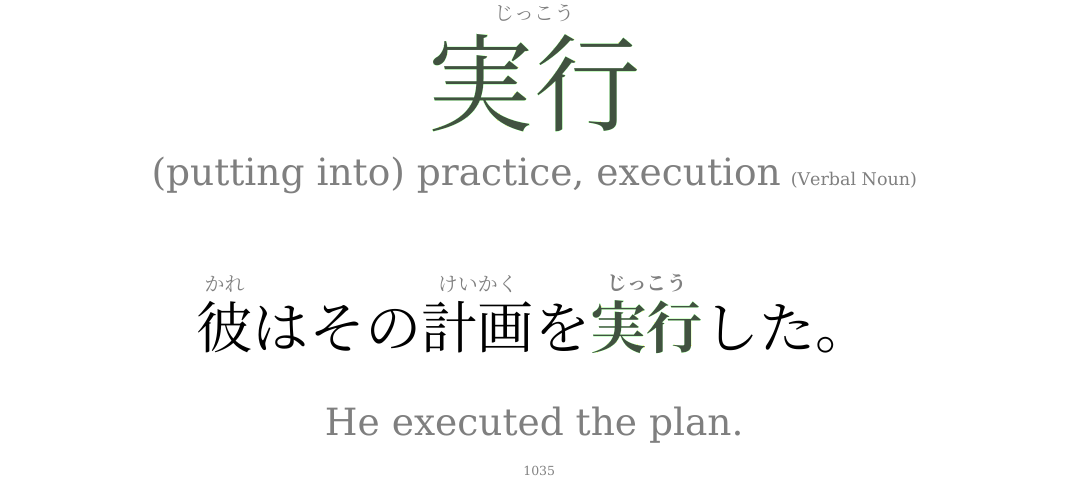 じっこう
実行
(putting into) practice, execution (Verbal Noun)
かれ けいかく じっこう
彼はその計画を実行した。
He executed the plan.
1035